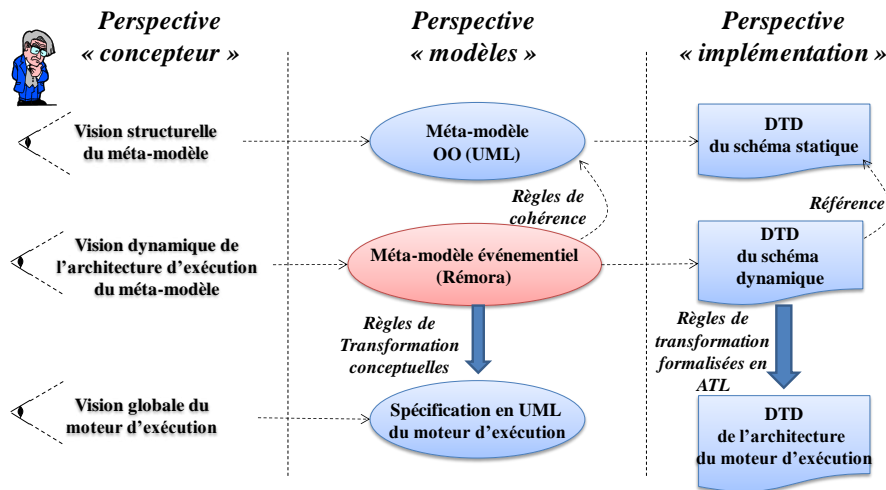 Perspective
« concepteur »
Perspective
« modèles »
Perspective
« implémentation »
Vision structurelle
du méta-modèle
Méta-modèle
OO (UML)
DTD
du schéma statique
Règles de
cohérence
Référence
Vision dynamique de
l’architecture d’exécution
du méta-modèle
Méta-modèle événementiel
(Rémora)
DTD
du schéma
dynamique
Règles de
Transformation
conceptuelles
Règles de
transformation
formalisées en
ATL
Vision globale du
moteur d’exécution
Spécification en UML
du moteur d’exécution
DTD
de l’architecture
du moteur d’exécution